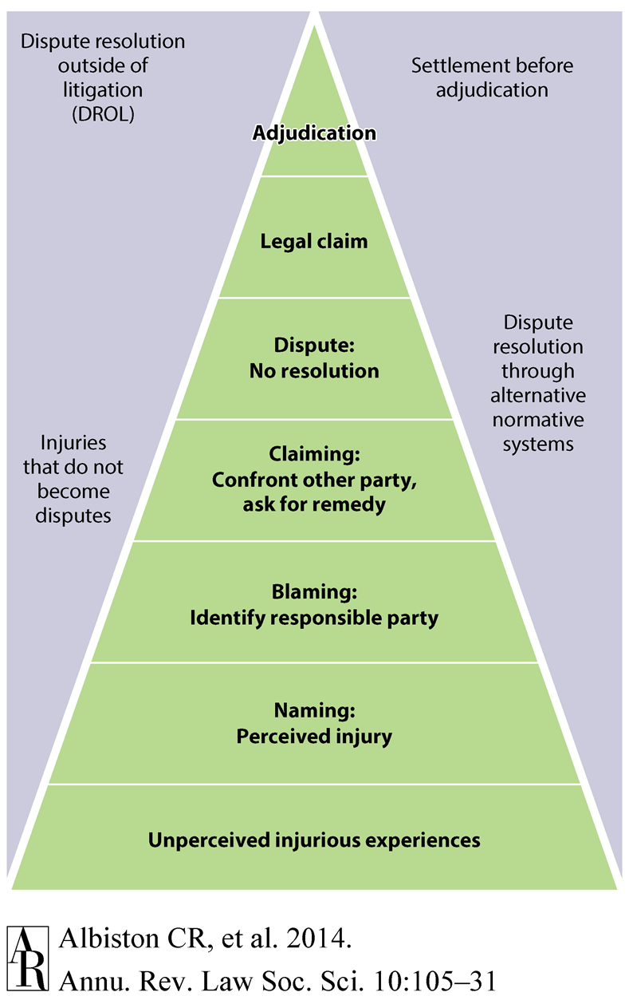 Dispute resolution
outside of
litigation
(DROL)
Settlement before
adjudication
Adjudication
Legal claim
Dispute:
No resolution
Dispute
resolution
through
alternative
normative
systems
Injuries
that do not
become
disputes
Claiming:
Confront other party,
ask for remedy
Blaming:
Identify responsible party
Naming:
Perceived injury
Unperceived injurious experiences
AR
Albiston CR, et al. 2014.
Annu. Rev. Law Soc. Sci. 10:105–31